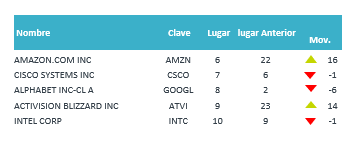 Nombre Clave Lugar lugar Anterior Mov.
AMAZON.COM INC AMZN 6 22 16
CISCO SYSTEMS INC CSCO 7 6 -1
ALPHABET INC-CL A GOOGL 8 2 -6
ACTIVISION BLIZZARD INC ATVI 9 23 14
INTEL CORP INTC 10 9 -1